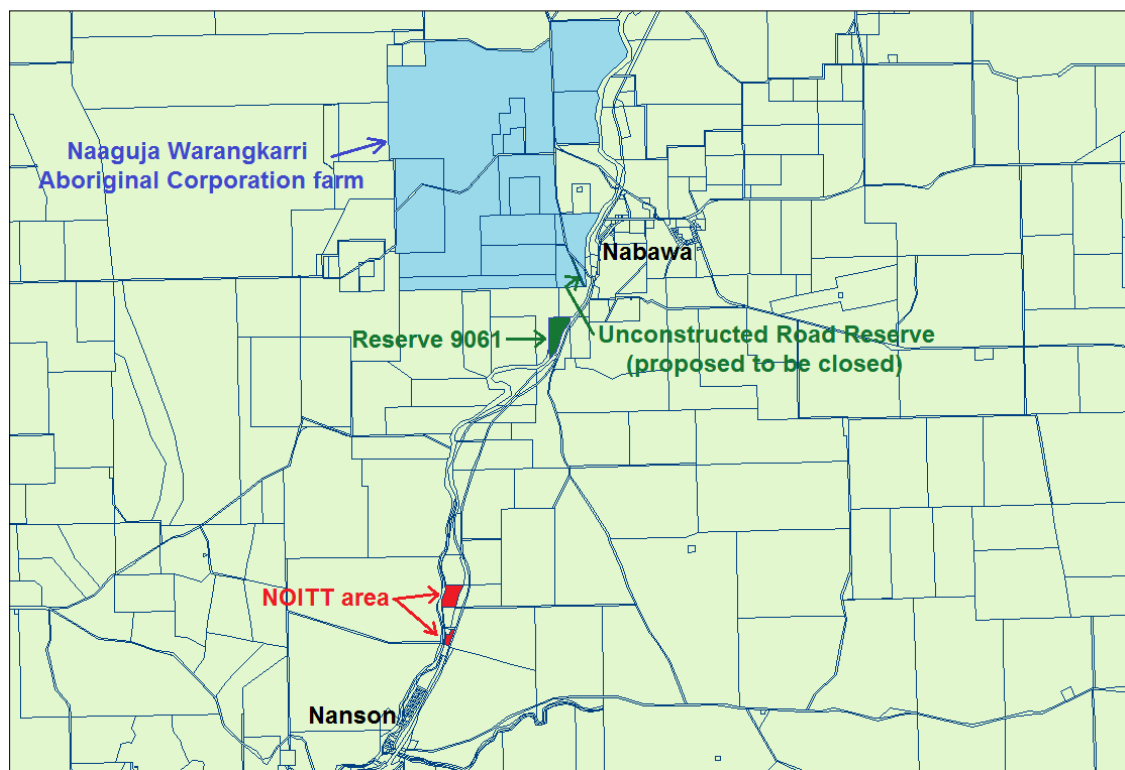 Naaguja Warangkarri
Aboriginal Corporation farm
Nabawa
Reserve 9061
Unconstructed Road Reserve
(proposed to be closed)
NOITT area
Nanson